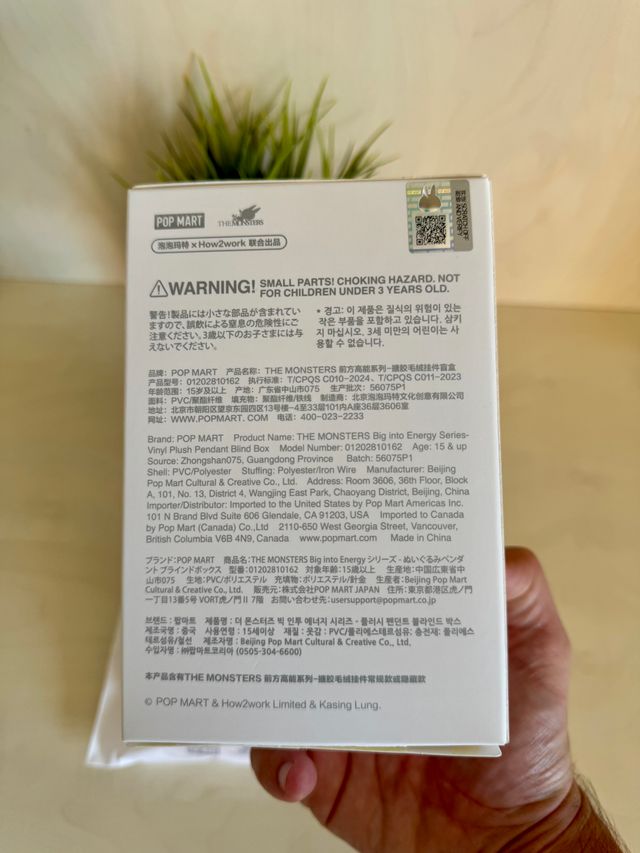 POP MART
THE MONSTERS
泡泡玛特 × How2work 联合出品
WARNING! SMALL PARTS! CHOKING HAZARD. NOT
FOR CHILDREN UNDER 3 YEARS OLD.
警告!製品には小さな部品が含まれていますので、誤飲による窒息の危険性にご注意ください。3歳以下のお子さまには与えないでください。
* 경고: 이 제품은 질식의 위험이 있는
작은 부품을 포함하고 있습니다. 삼키
지 마십시오. 3세 미만의 어린이는 사
용할 수 없습니다.
品牌: POP MART 产品名称: THE MONSTERS 前方高能系列-搪胶毛绒挂件盲盒
产品型号: 01202810162 执行标准: T/CPQS C010-2024、T/CPQS C011-2023
年龄范围: 15岁及以上 产地: 广东省中山市075 生产批次: 56075P1
面料: PVC/聚酯纤维 填充物: 聚酯纤维/铁线 制造商: 北京泡泡玛特文化创意有限公司
地址: 北京市朝阳区望京东园四区13号楼-4至33层101内A座36层3606室
网址: WWW.POPMART.COM 电话: 400-023-2233
Brand: POP MART Product Name: THE MONSTERS Big into Energy Series-
Vinyl Plush Pendant Blind Box Model Number: 01202810162 Age: 15 & up
Source: Zhongshan075, Guangdong Province Batch: 56075P1
Shell: PVC/Polyester Stuffing: Polyester/Iron Wire Manufacturer: Beijing
Pop Mart Cultural & Creative Co., Ltd. Address: Room 3606, 36th Floor, Block
A, 101, No. 13, District 4, Wangjing East Park, Chaoyang District, Beijing, China
Importer/Distributor: Imported to the United States by Pop Mart Americas Inc.
101 N Brand Blvd Suite 606 Glendale, CA 91203, USA Imported to Canada
by Pop Mart (Canada) Co.,Ltd 2110-650 West Georgia Street, Vancouver,
British Columbia V6B 4N9, Canada www.popmart.com Made in China
ブランド: POP MART 商品名: THE MONSTERS Big into Energy シリーズ - ぬいぐるみペンダ
ント ブラインドボックス 型番: 01202810162 対象年齢: 15歳以上 生産地: 中国広東省中
山市075 生地: PVC/ポリエステル 充填物: ポリエステル/針金 生産者: Beijing Pop Mart
Cultural & Creative Co., Ltd. 販売元: 株式会社POP MART JAPAN 住所: 東京都港区虎ノ門
一丁目13番5号 VORT虎ノ門II 7階 お問い合わせ先: usersupport@popmart.co.jp
브랜드: 팝마트 제품명: 더 몬스터즈 빅 인투 에너지 시리즈 - 플러시 펜던트 블라인드 박스
제조국명: 중국 사용연령: 15세이상 재질: 옷감: PVC/폴리에스테르섬유; 충전재: 폴리에스
테르섬유/철선 제조자명: Beijing Pop Mart Cultural & Creative Co., Ltd.
수입자명: ㈜팝마트코리아 (0505-304-6600)
本产品含有THE MONSTERS 前方高能系列-搪胶毛绒挂件常规款或隐藏款
© POP MART & How2work Limited & Kasing Lung.